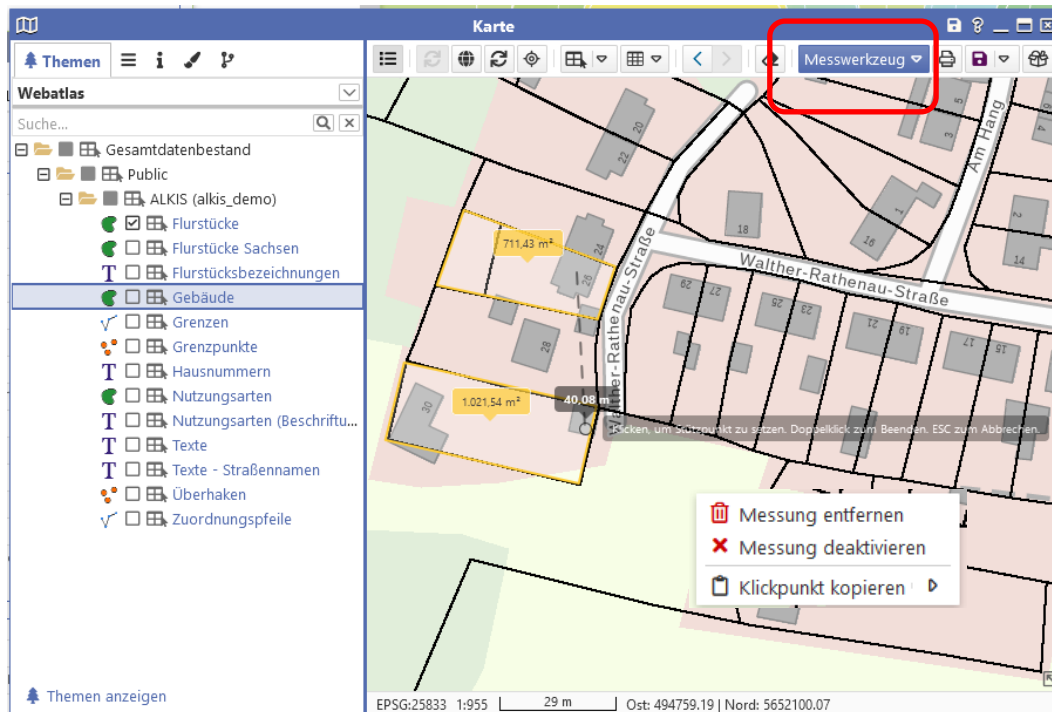 Karte
Themen
Messwerkzeug
Webatlas
Suche...
Gesamtdatenbestand
Public
ALKIS (alkis_demo)
Flurstücke
Flurstücke Sachsen
Flurstücksbezeichnungen
Gebäude
Grenzen
Grenzpunkte
Hausnummern
Nutzungsarten
Nutzungsarten (Beschriftu...
Texte
Texte - Straßennamen
Überhaken
Zuordnungspfeile
Themen anzeigen
20
22
5
3
Am Hang
18
1
16
2
14
711,43 m²
24
26
Walther-Rathenau-Straße
Walther-Rathenau-Straße
29
27
25
23
21
19
17
15
28
30
1.021,54 m²
40,08 m
Klicken, um Stützpunkt zu setzen. Doppelklick zum Beenden. ESC zum Abbrechen.
Messung entfernen
Messung deaktivieren
Klickpunkt kopieren
EPSG:25833 1:955 29 m Ost: 494759.19 | Nord: 5652100.07